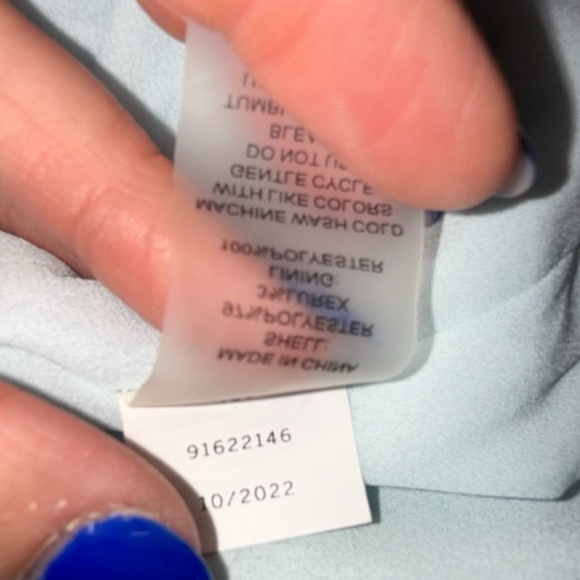 MADE IN CHINA
SHELL:
97%POLYESTER
3%LUREX
LINING:
100%POLYESTER
MACHINE WASH COLD
WITH LIKE COLORS
GENTLE CYCLE
DO NOT
91622146
10/2022